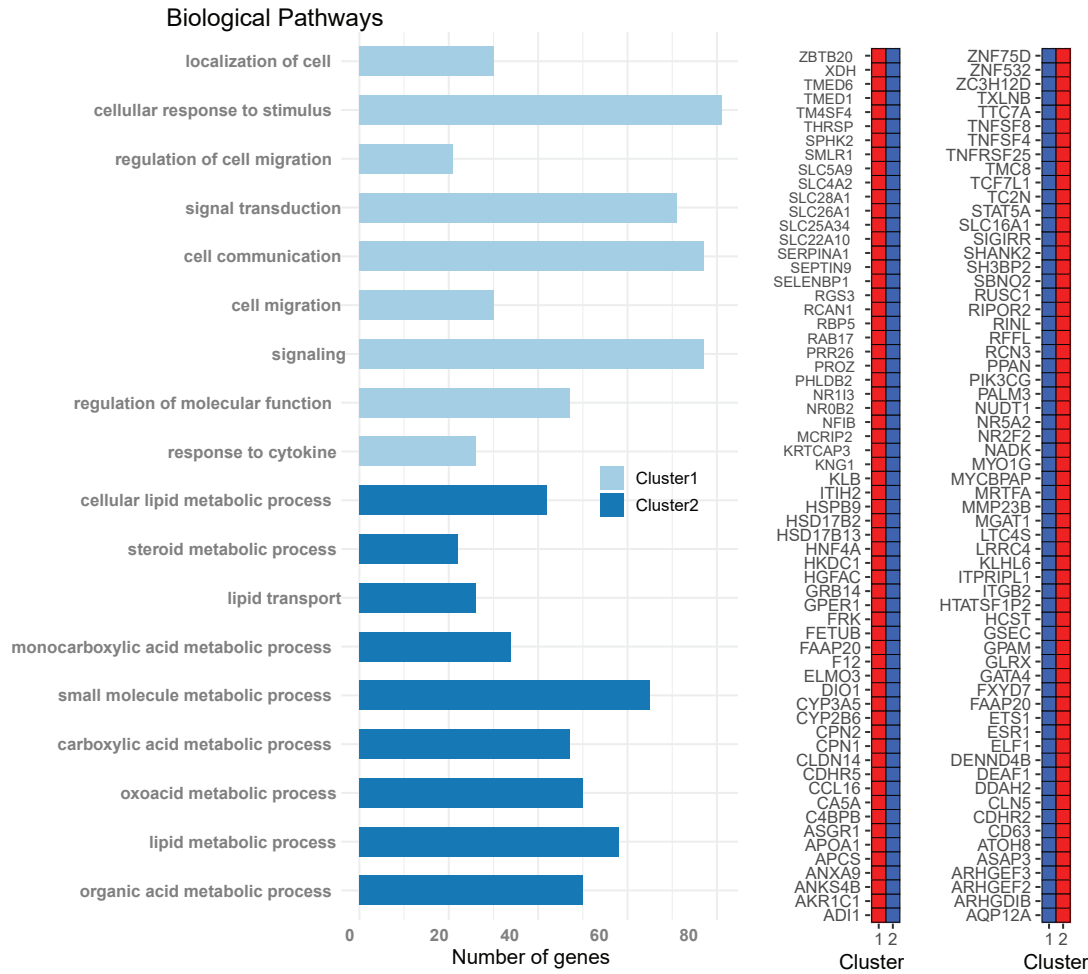 Biological Pathways
localization of cell
cellullar response to stimulus
regulation of cell migration
signal transduction
cell communication
cell migration
signaling
regulation of molecular function
response to cytokine
cellular lipid metabolic process
steroid metabolic process
lipid transport
monocarboxylic acid metabolic process
small molecule metabolic process
carboxylic acid metabolic process
oxoacid metabolic process
lipid metabolic process
organic acid metabolic process
0 20 40 60 80
Number of genes
Cluster1
Cluster2
ZBTB20
XDH
TMED6
TMED1
TM4SF4
THRSP
SPHK2
SMLR1
SLC5A9
SLC4A2
SLC28A1
SLC26A1
SLC25A34
SLC22A10
SERPINA1
SEPTIN9
SELENBP1
RGS3
RCAN1
RBP5
RAB17
PRR26
PROZ
PHLDB2
NR1I3
NR0B2
NFIB
MCRIP2
KRTCAP3
KNG1
KLB
ITIH2
HSPB9
HSD17B2
HSD17B13
HNF4A
HKDC1
HGFAC
GRB14
GPER1
FRK
FETUB
FAAP20
F12
ELMO3
DIO1
CYP3A5
CYP2B6
CPN2
CPN1
CLDN14
CDHR5
CCL16
CA5A
C4BPB
ASGR1
APOA1
APCS
ANXA9
ANKS4B
AKR1C1
ADI1
1 2
Cluster
ZNF75D
ZNF532
ZC3H12D
TXLNB
TTC7A
TNFSF8
TNFSF4
TNFRSF25
TMC8
TCF7L1
TC2N
STAT5A
SLC16A1
SIGIRR
SHANK2
SH3BP2
SBNO2
RUSC1
RIPOR2
RINL
RFFL
RCN3
PPAN
PIK3CG
PALM3
NUDT1
NR5A2
NR2F2
NADK
MYO1G
MYCBPAP
MRTFA
MMP23B
MGAT1
LTC4S
LRRC4
KLHL6
ITPRIPL1
ITGB2
HTATSF1P2
HCST
GSEC
GPAM
GLRX
GATA4
FXYD7
FAAP20
ETS1
ESR1
ELF1
DENND4B
DEAF1
DDAH2
CLN5
CDHR2
CD63
ATOH8
ASAP3
ARHGEF3
ARHGEF2
ARHGDIB
AQP12A
1 2
Cluster